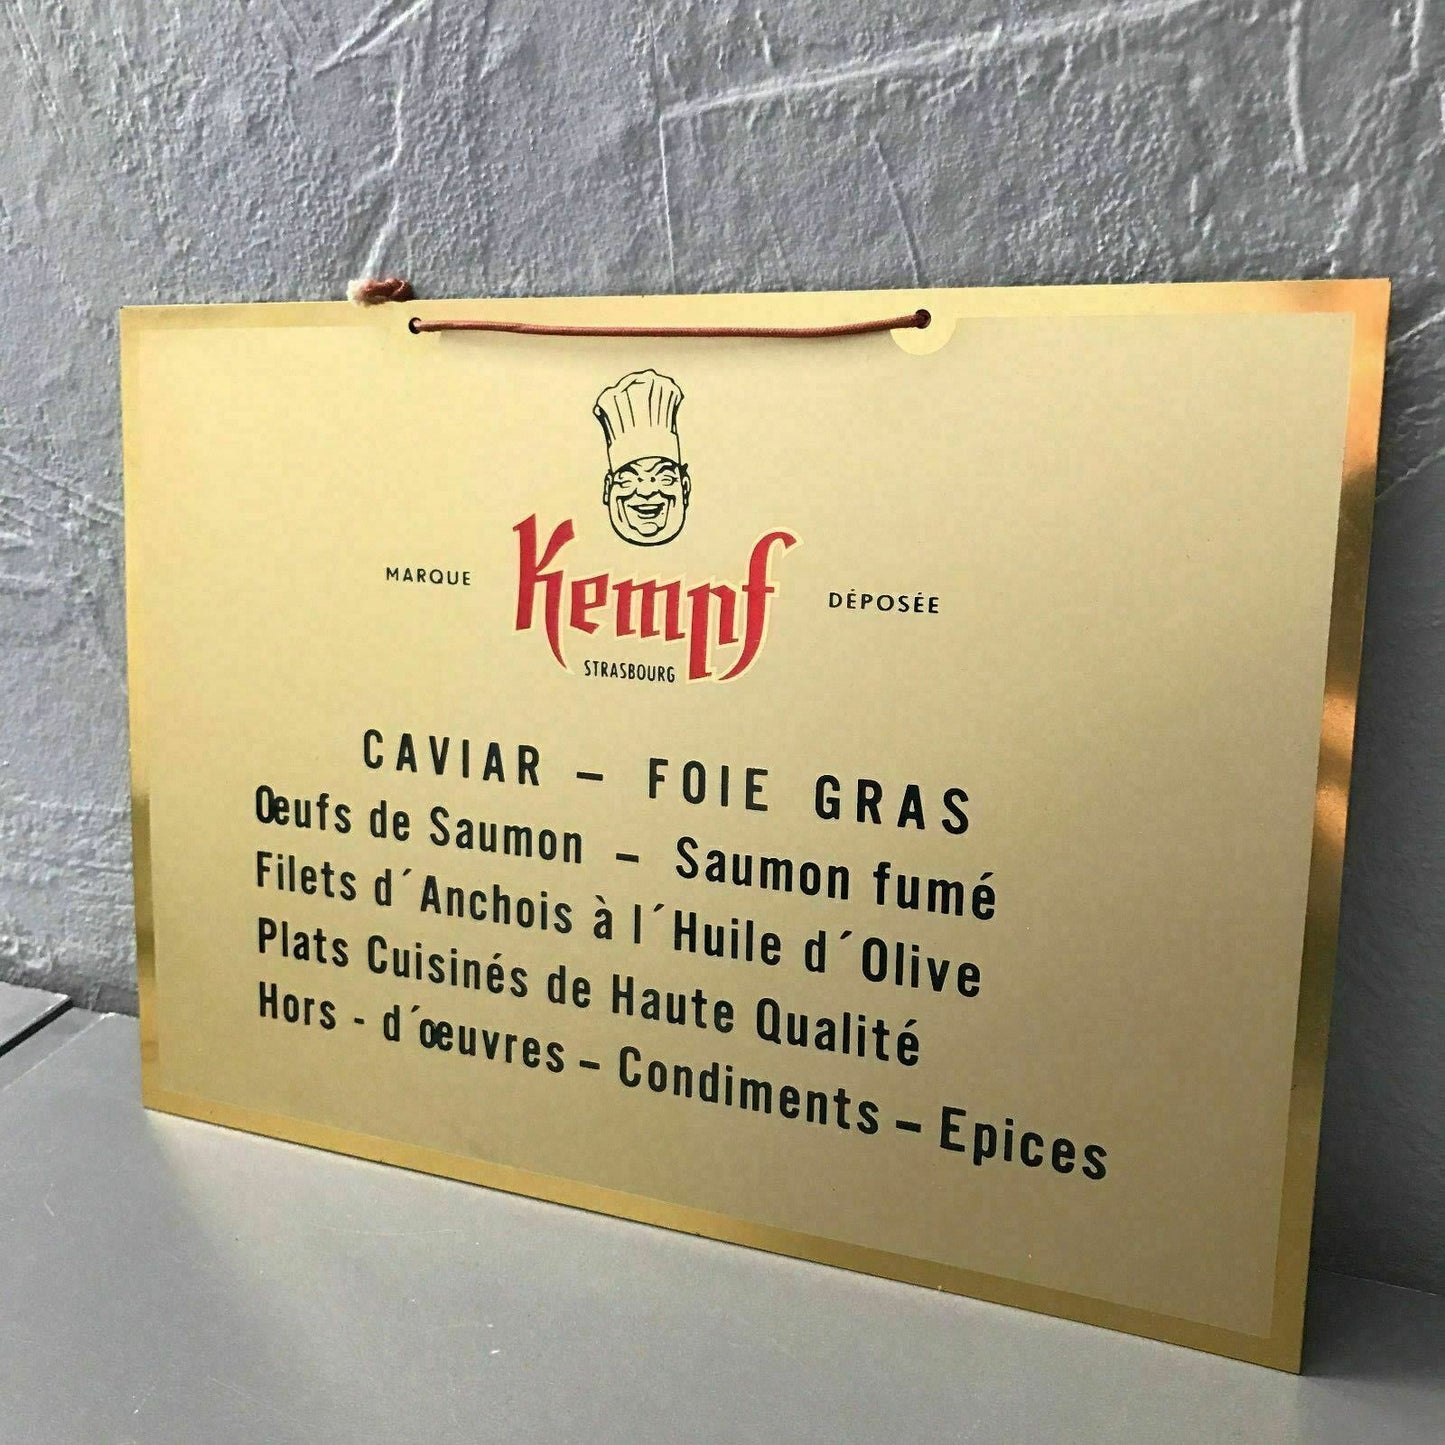 Kempf
MARQUE DÉPOSÉE
STRASBOURG
CAVIAR – FOIE GRAS
Œufs de Saumon – Saumon fumé
Filets d´Anchois à l´Huile d´Olive
Plats Cuisinés de Haute Qualité
Hors - d´œuvres – Condiments – Epices